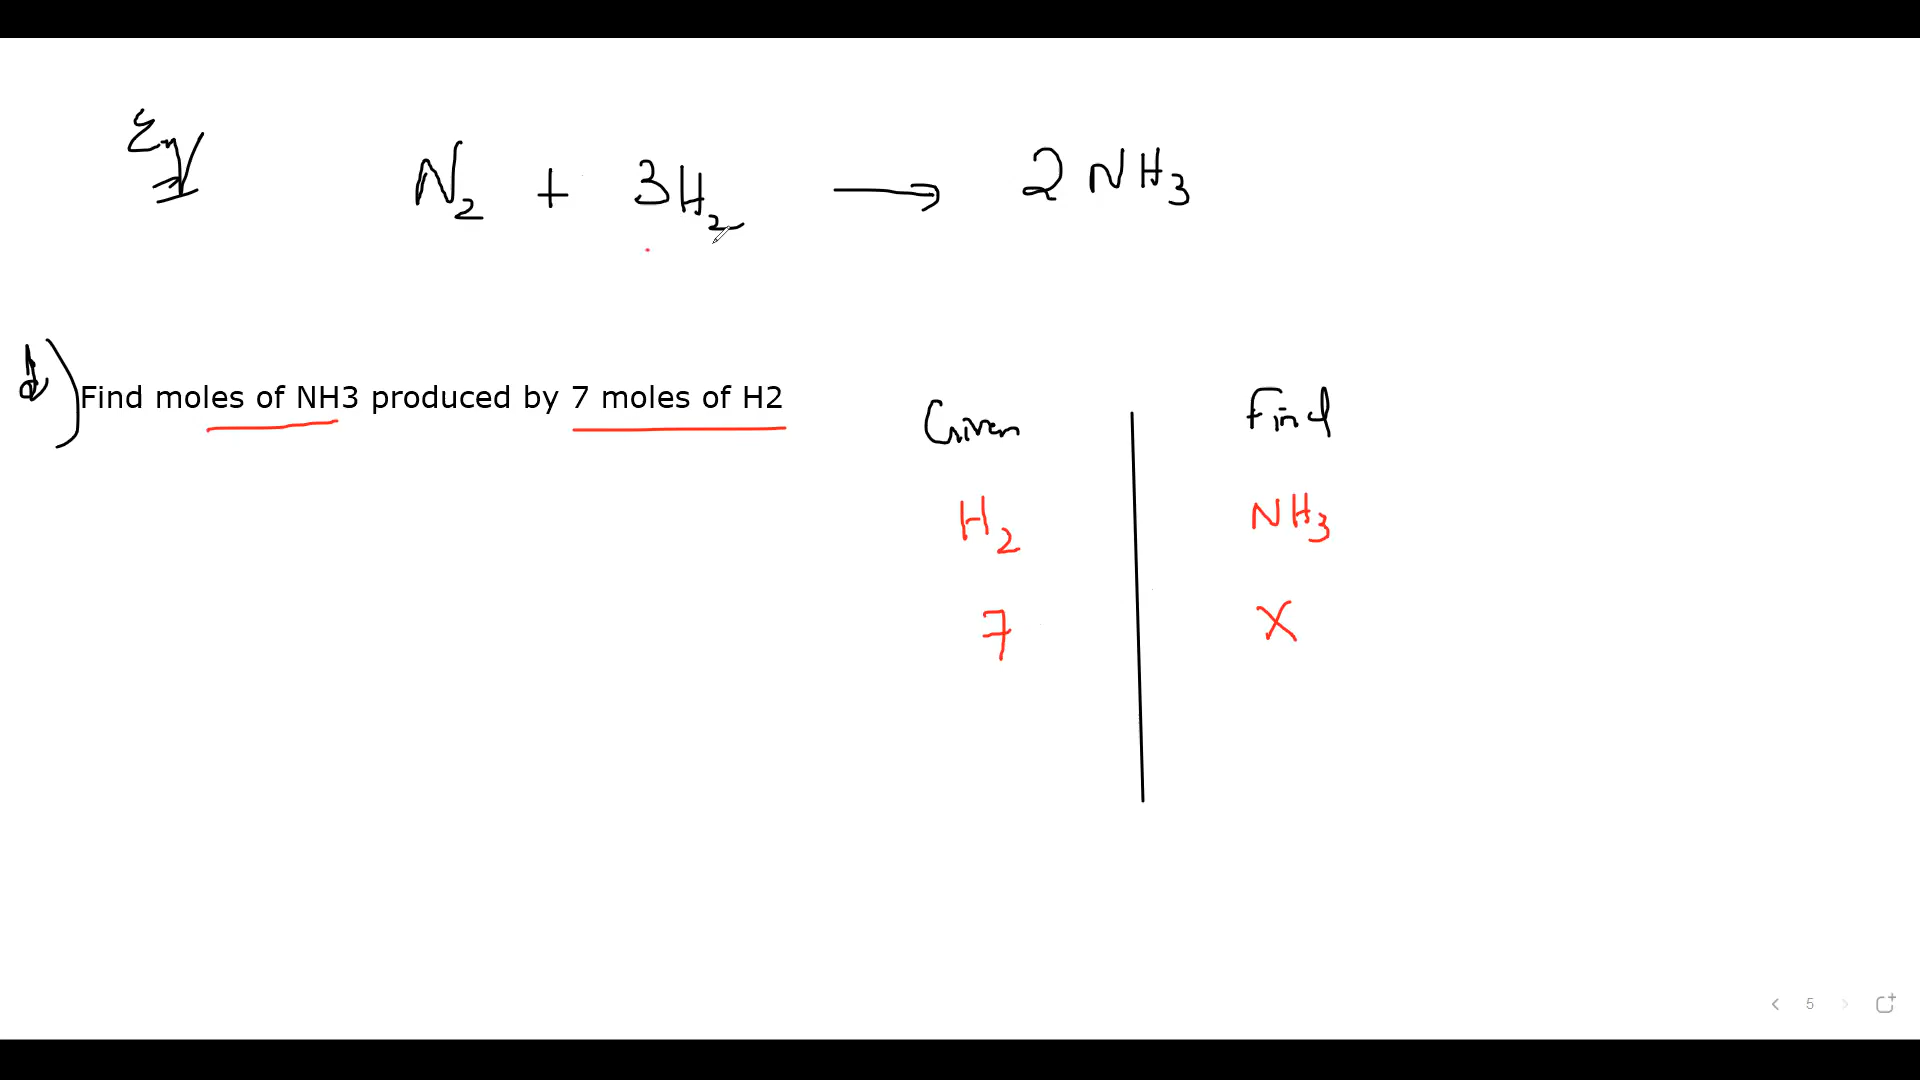 Eq N₂ + 3H₂ → 2NH₃
d) Find moles of NH3 produced by 7 moles of H2
Given Find
H₂ NH₃
7 X
5